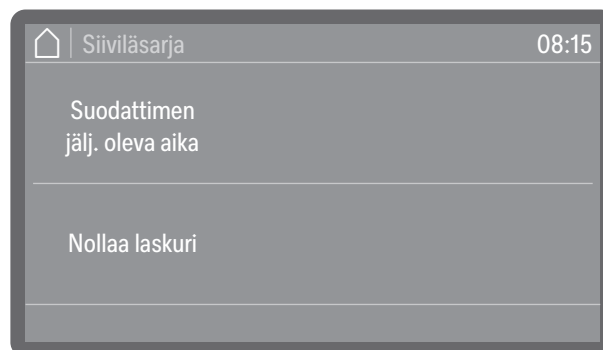 Siiviläsarja 08:15
Suodattimen
jälj. oleva aika
Nollaa laskuri